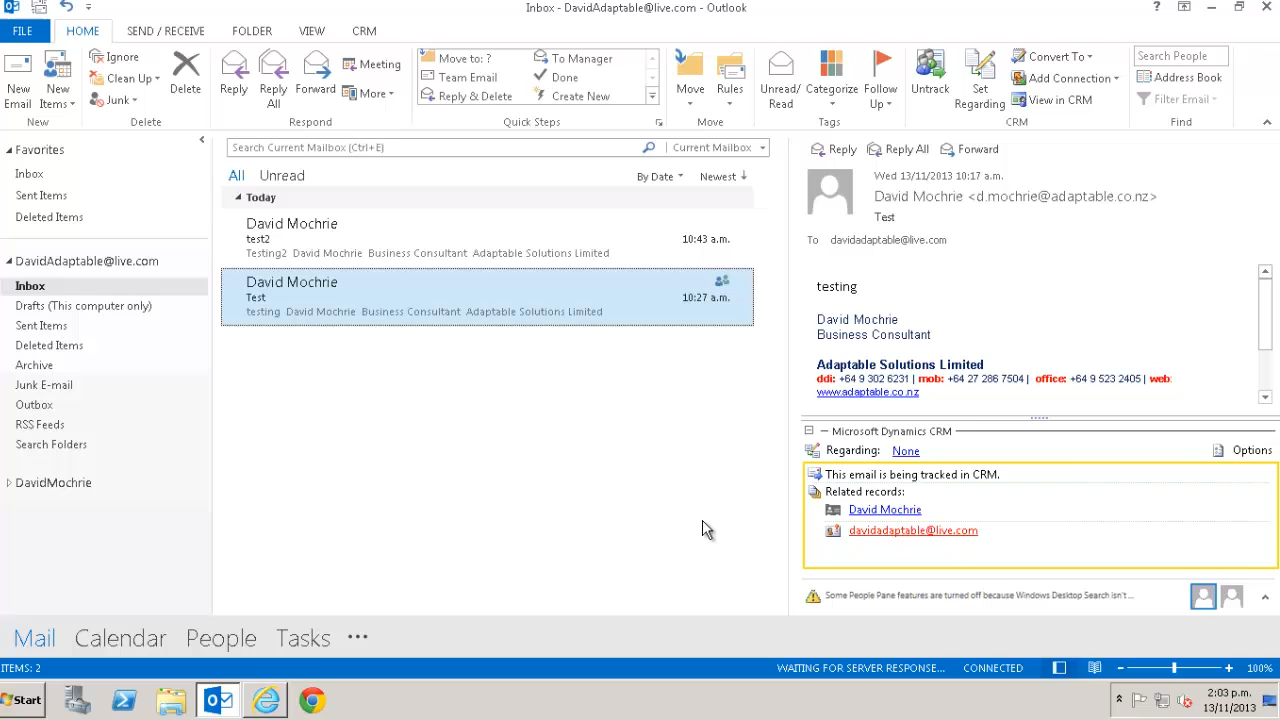 Inbox - DavidAdaptable@live.com - Outlook
FILE HOME SEND / RECEIVE FOLDER VIEW CRM
New Email
New Items
New
Ignore
Clean Up
Junk
Delete
Delete
Reply
Reply All
Forward
Meeting
More
Respond
Move to: ?
Team Email
Reply & Delete
To Manager
Done
Create New
Quick Steps
Move
Rules
Move
Unread/ Read
Categorize
Follow Up
Tags
Untrack
Set Regarding
Convert To
Add Connection
View in CRM
CRM
Search People
Address Book
Filter Email
Find
Favorites
Inbox
Sent Items
Deleted Items
DavidAdaptable@live.com
Inbox
Drafts (This computer only)
Sent Items
Deleted Items
Archive
Junk E-mail
Outbox
RSS Feeds
Search Folders
DavidMochrie
Search Current Mailbox (Ctrl+E) Current Mailbox
All Unread By Date Newest
Today
David Mochrie
test2 10:43 a.m.
Testing2 David Mochrie Business Consultant Adaptable Solutions Limited
David Mochrie
Test 10:27 a.m.
testing David Mochrie Business Consultant Adaptable Solutions Limited
Reply Reply All Forward
Wed 13/11/2013 10:17 a.m.
David Mochrie <d.mochrie@adaptable.co.nz>
Test
To davidadaptable@live.com
testing
David Mochrie
Business Consultant
Adaptable Solutions Limited
ddi: +64 9 302 6231 | mob: +64 27 286 7504 | office: +64 9 523 2405 | web:
www.adaptable.co.nz
Microsoft Dynamics CRM
Regarding: None Options
This email is being tracked in CRM.
Related records:
David Mochrie
davidadaptable@live.com
Some People Pane features are turned off because Windows Desktop Search isn't ...
Mail Calendar People Tasks •••
ITEMS: 2 WAITING FOR SERVER RESPONSE... CONNECTED 100%
Start 2:03 p.m.
13/11/2013